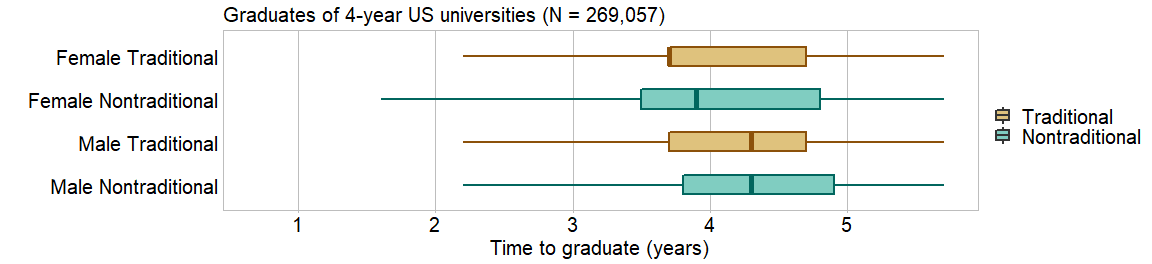 Graduates of 4-year US universities (N = 269,057)
Female Traditional
Female Nontraditional
Male Traditional
Male Nontraditional
Traditional
Nontraditional
1 2 3 4 5
Time to graduate (years)